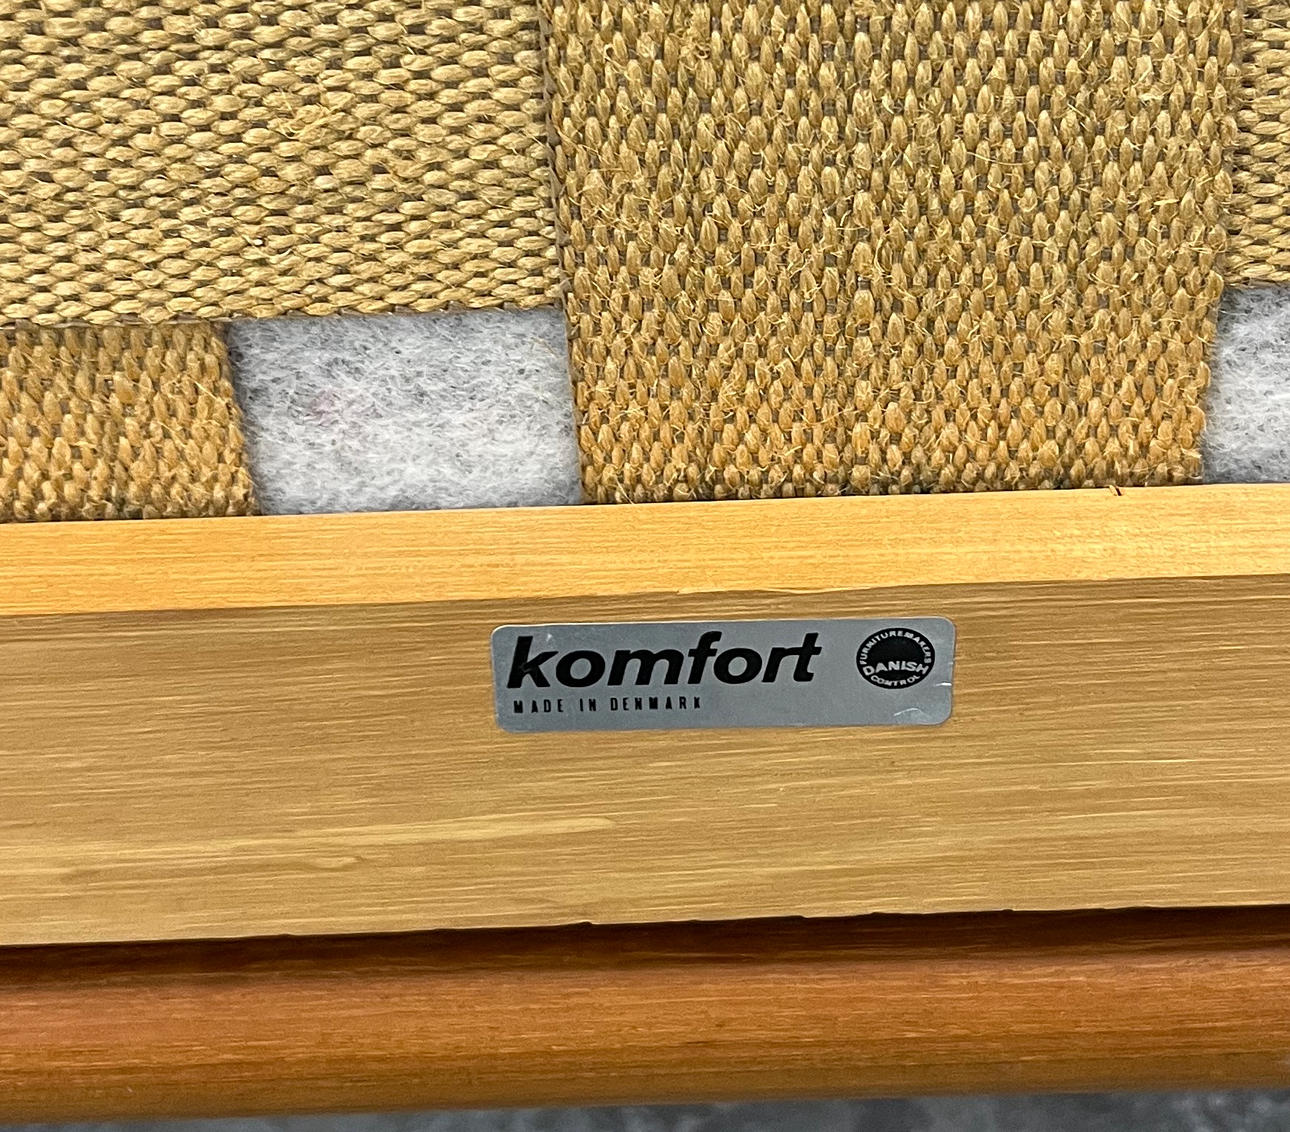 komfort
MADE IN DENMARK
FURNITUREMAKERS
DANISH
CONTROL